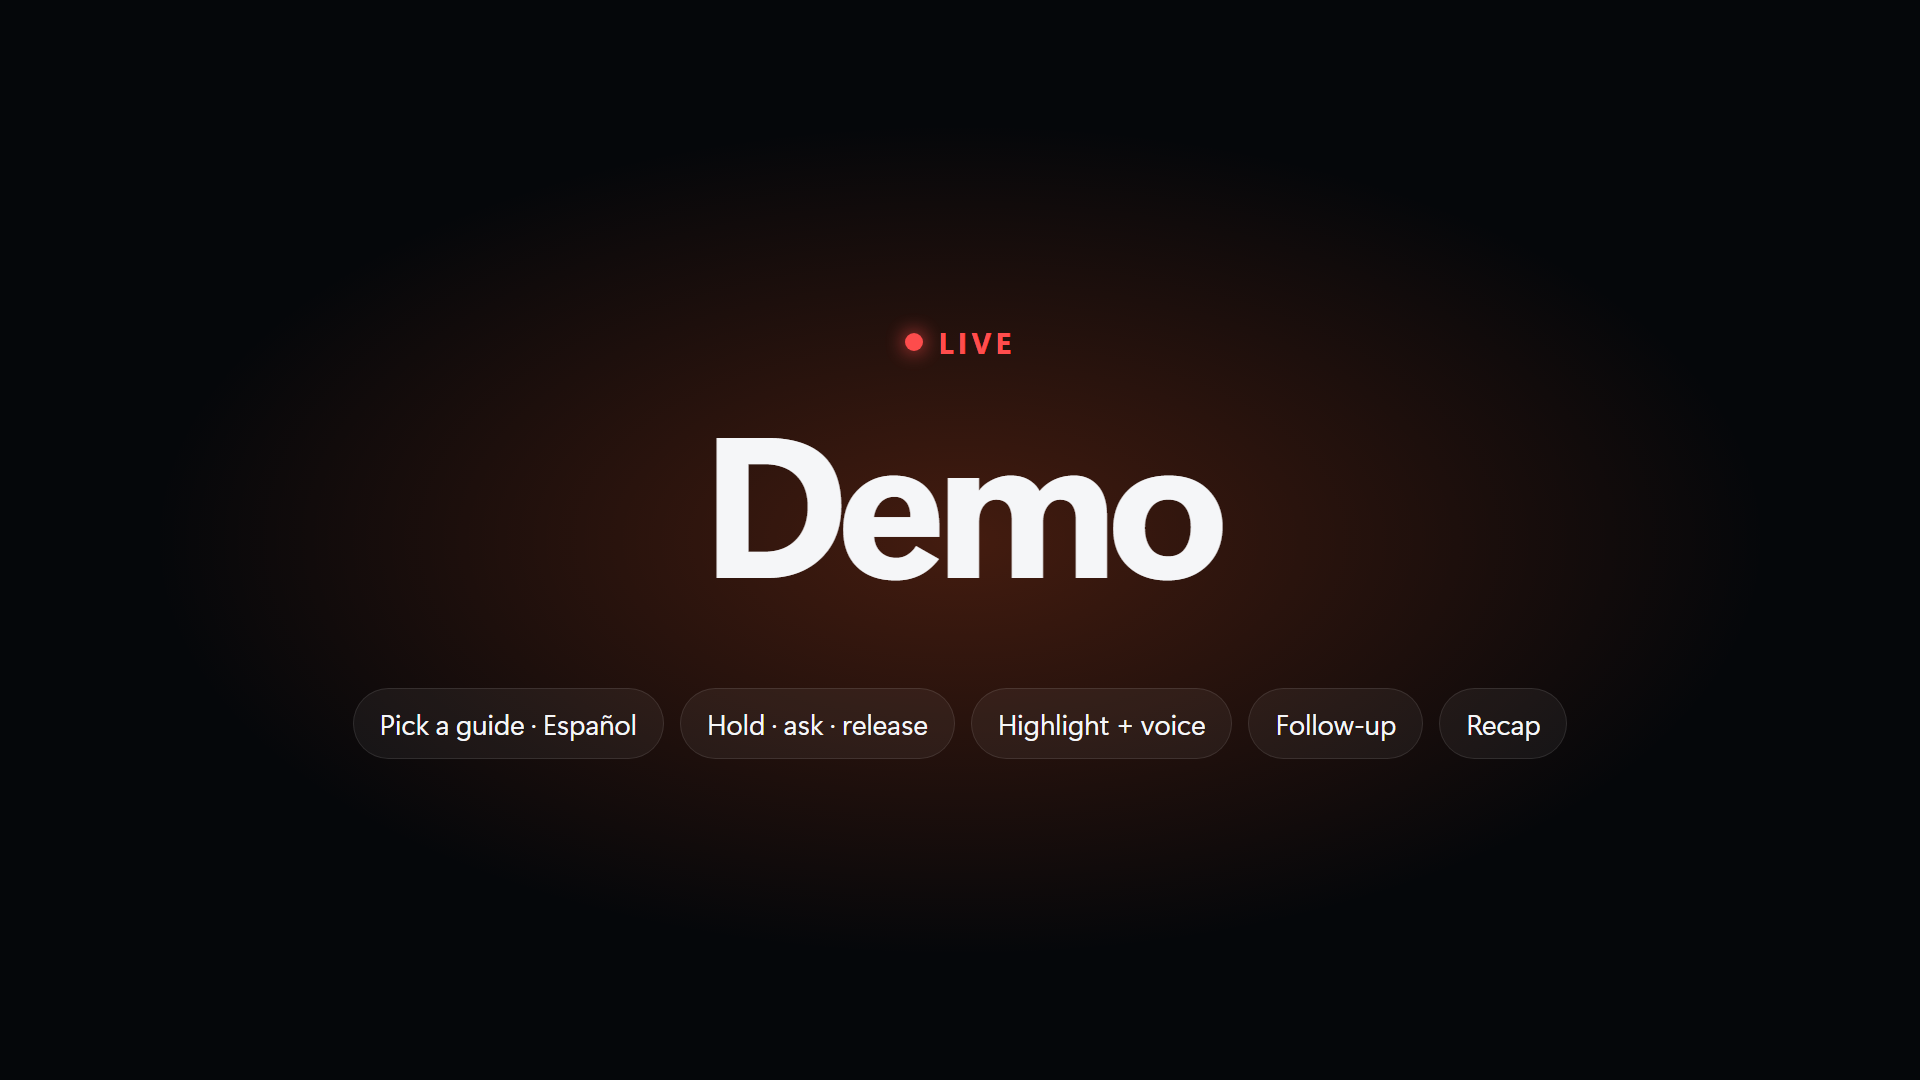 LIVE
Demo
Pick a guide · Español
Hold · ask · release
Highlight + voice
Follow-up
Recap